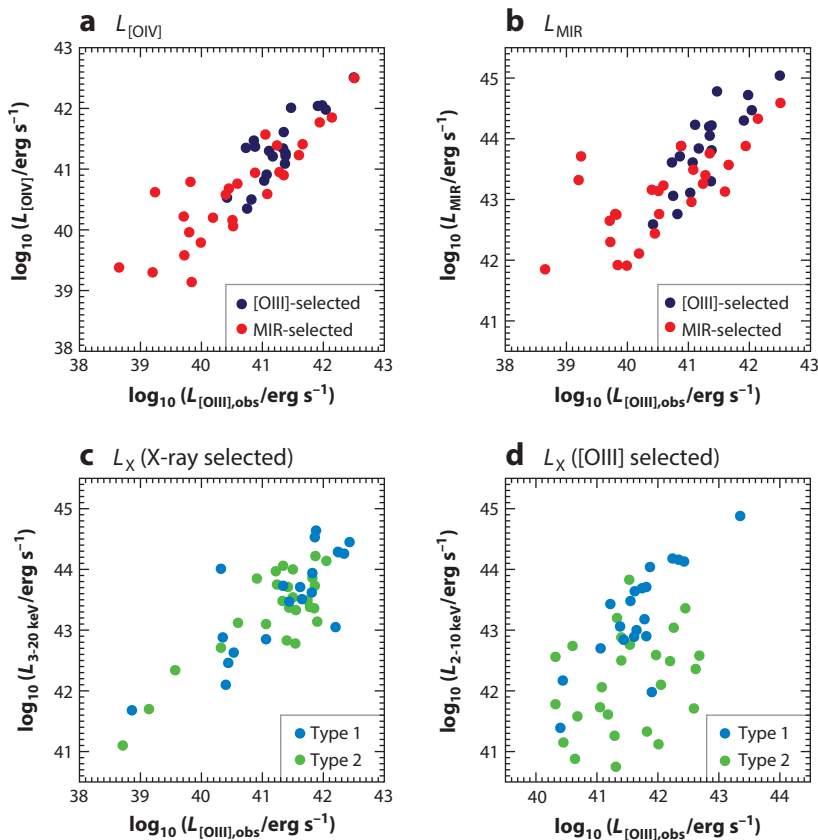 a L[OIV]
43
42
41
40
39
38
38 39 40 41 42 43
log10 (L[OIV]/erg s−1)
log10 (L[OIII],obs/erg s−1)
[OIII]-selected
MIR-selected
b LMIR
45
44
43
42
41
38 39 40 41 42 43
log10 (LMIR/erg s−1)
log10 (L[OIII],obs/erg s−1)
[OIII]-selected
MIR-selected
c LX (X-ray selected)
45
44
43
42
41
38 39 40 41 42 43
log10 (L3–20 keV/erg s−1)
log10 (L[OIII],obs/erg s−1)
Type 1
Type 2
d LX ([OIII] selected)
45
44
43
42
41
40 41 42 43 44
log10 (L2–10 keV/erg s−1)
log10 (L[OIII],obs/erg s−1)
Type 1
Type 2